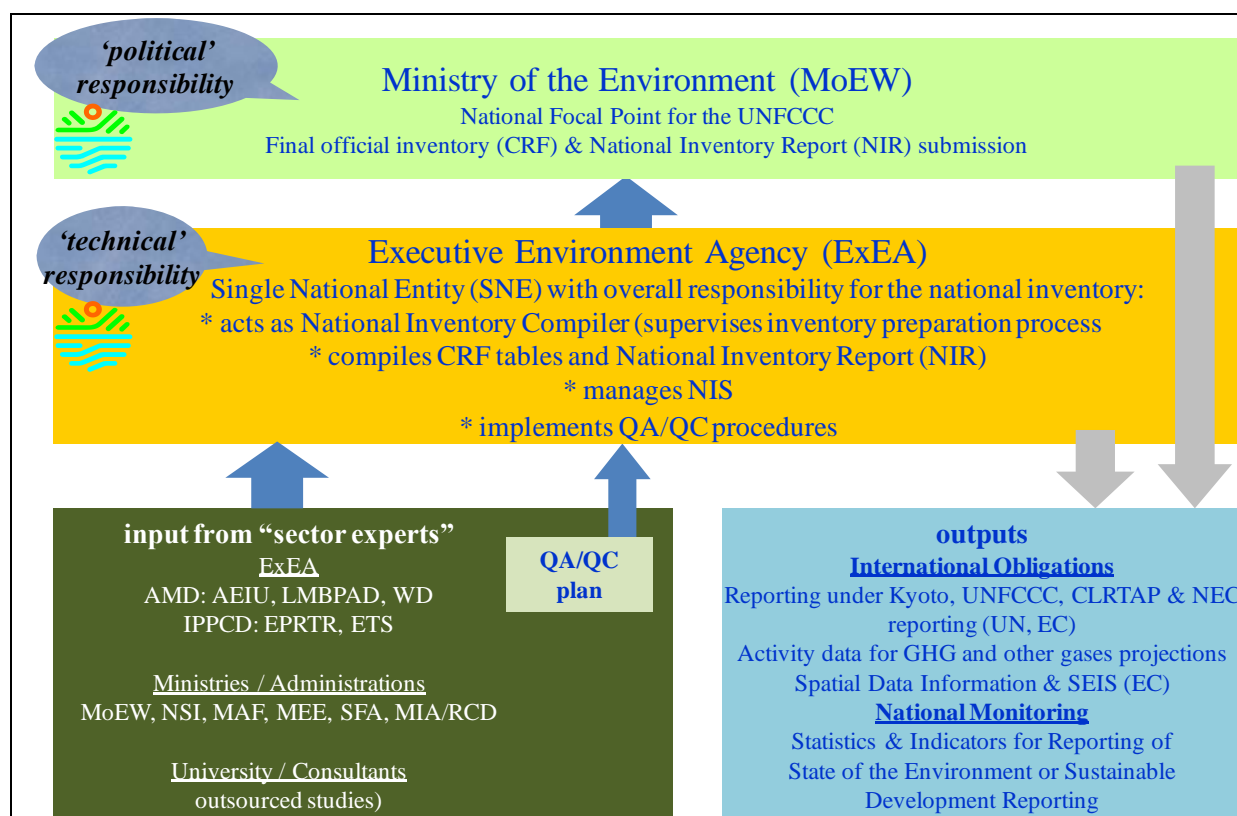 ‘political’
responsibility
Ministry of the Environment (MoEW)
National Focal Point for the UNFCCC
Final official inventory (CRF) & National Inventory Report (NIR) submission
‘technical’
responsibility
Executive Environment Agency (ExEA)
Single National Entity (SNE) with overall responsibility for the national inventory:
* acts as National Inventory Compiler (supervises inventory preparation process
* compiles CRF tables and National Inventory Report (NIR)
* manages NIS
* implements QA/QC procedures
input from “sector experts”
ExEA
AMD: AEIU, LMBPAD, WD
IPPCD: EPRTR, ETS
Ministries / Administrations
MoEW, NSI, MAF, MEE, SFA, MIA/RCD
University / Consultants
outsourced studies)
QA/QC
plan
outputs
International Obligations
Reporting under Kyoto, UNFCCC, CLRTAP & NEC
reporting (UN, EC)
Activity data for GHG and other gases projections
Spatial Data Information & SEIS (EC)
National Monitoring
Statistics & Indicators for Reporting of
State of the Environment or Sustainable
Development Reporting